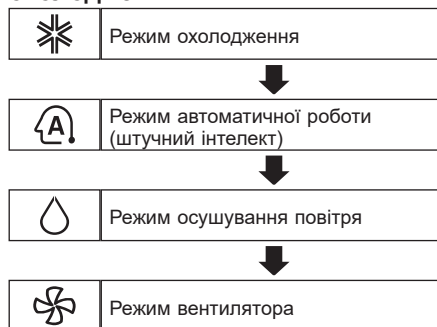 Режим охолодження
A
Режим автоматичної роботи
(штучний інтелект)
Режим осушування повітря
Режим вентилятора